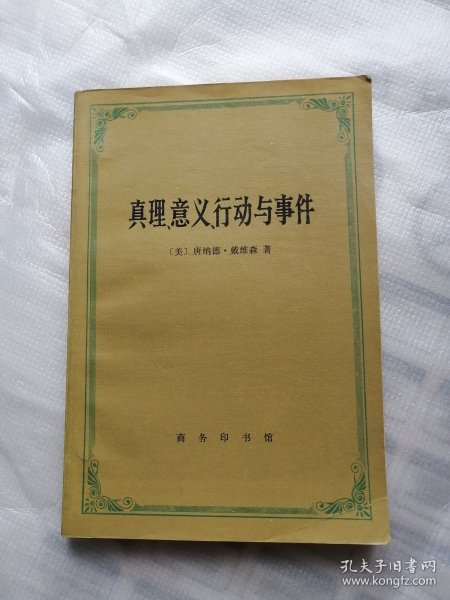 真理、意义、行动与事件
〔美〕唐纳德·戴维森 著
商务印书馆
孔夫子旧书网
www.kongfz.com